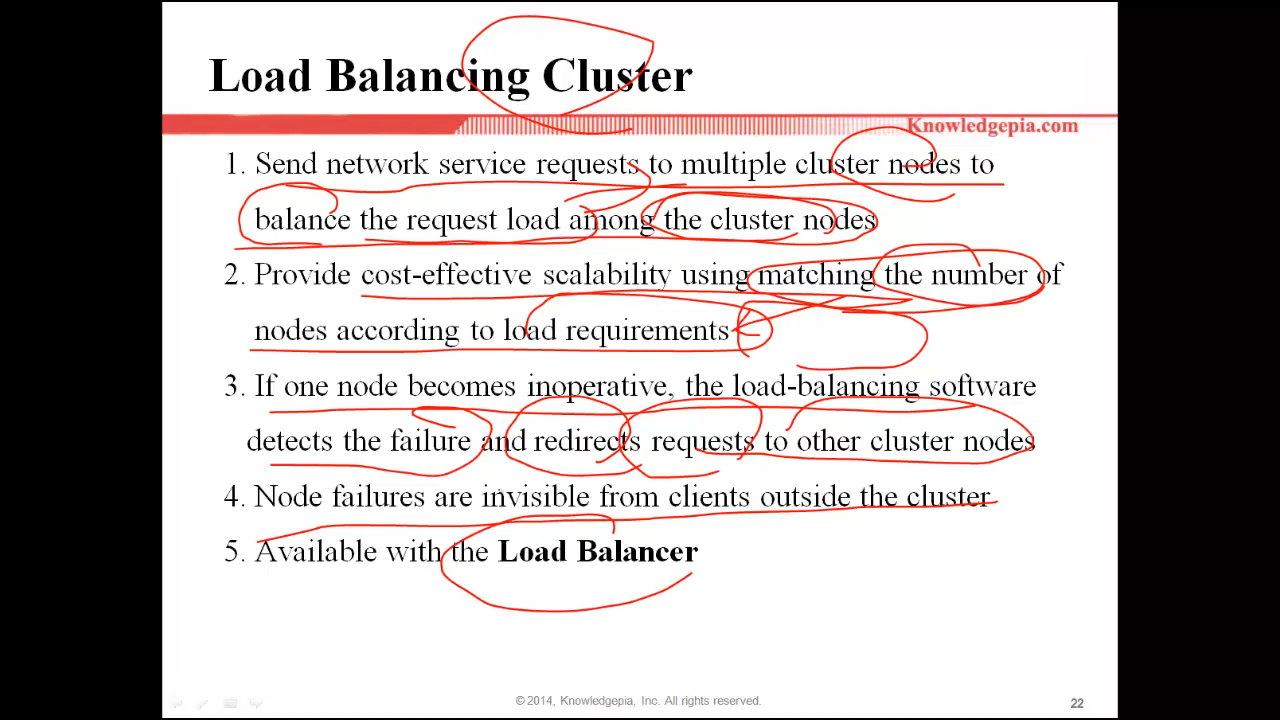 Load Balancing Cluster
Knowledgepia.com
1. Send network service requests to multiple cluster nodes to
balance the request load among the cluster nodes
2. Provide cost-effective scalability using matching the number of
nodes according to load requirements
3. If one node becomes inoperative, the load-balancing software
detects the failure and redirects requests to other cluster nodes
4. Node failures are invisible from clients outside the cluster
5. Available with the Load Balancer
© 2014, Knowledgepia, Inc. All rights reserved.
22